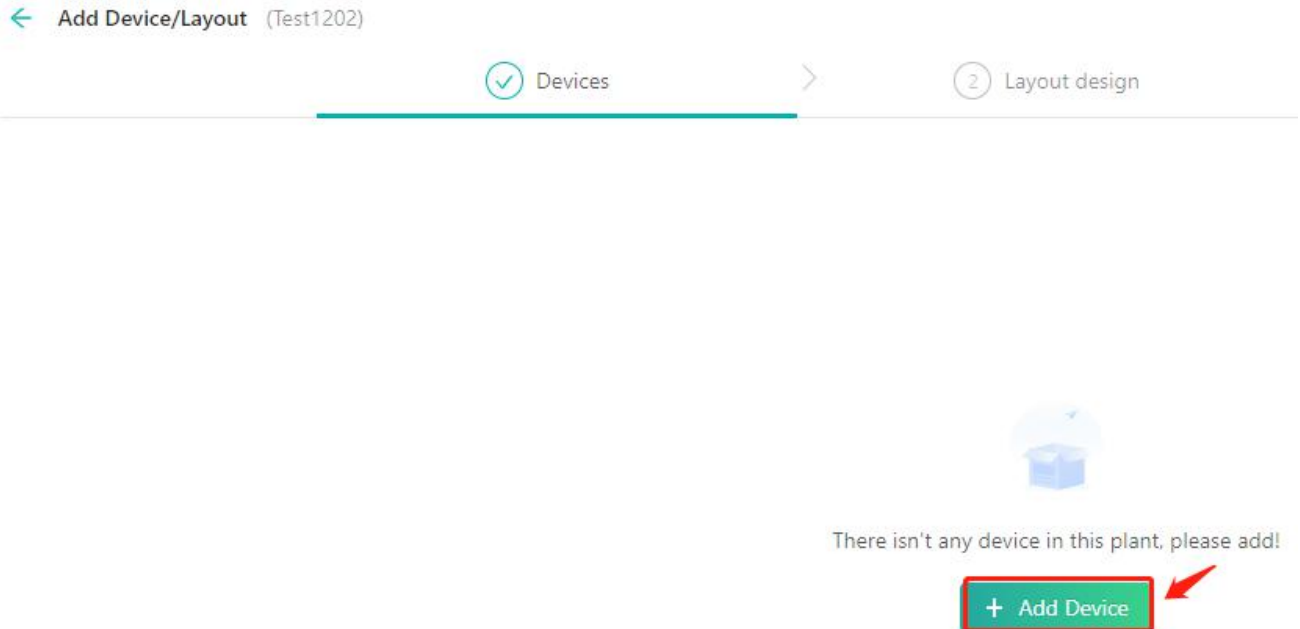 Add Device/Layout (Test1202)
Devices
2 Layout design
There isn't any device in this plant, please add!
+ Add Device